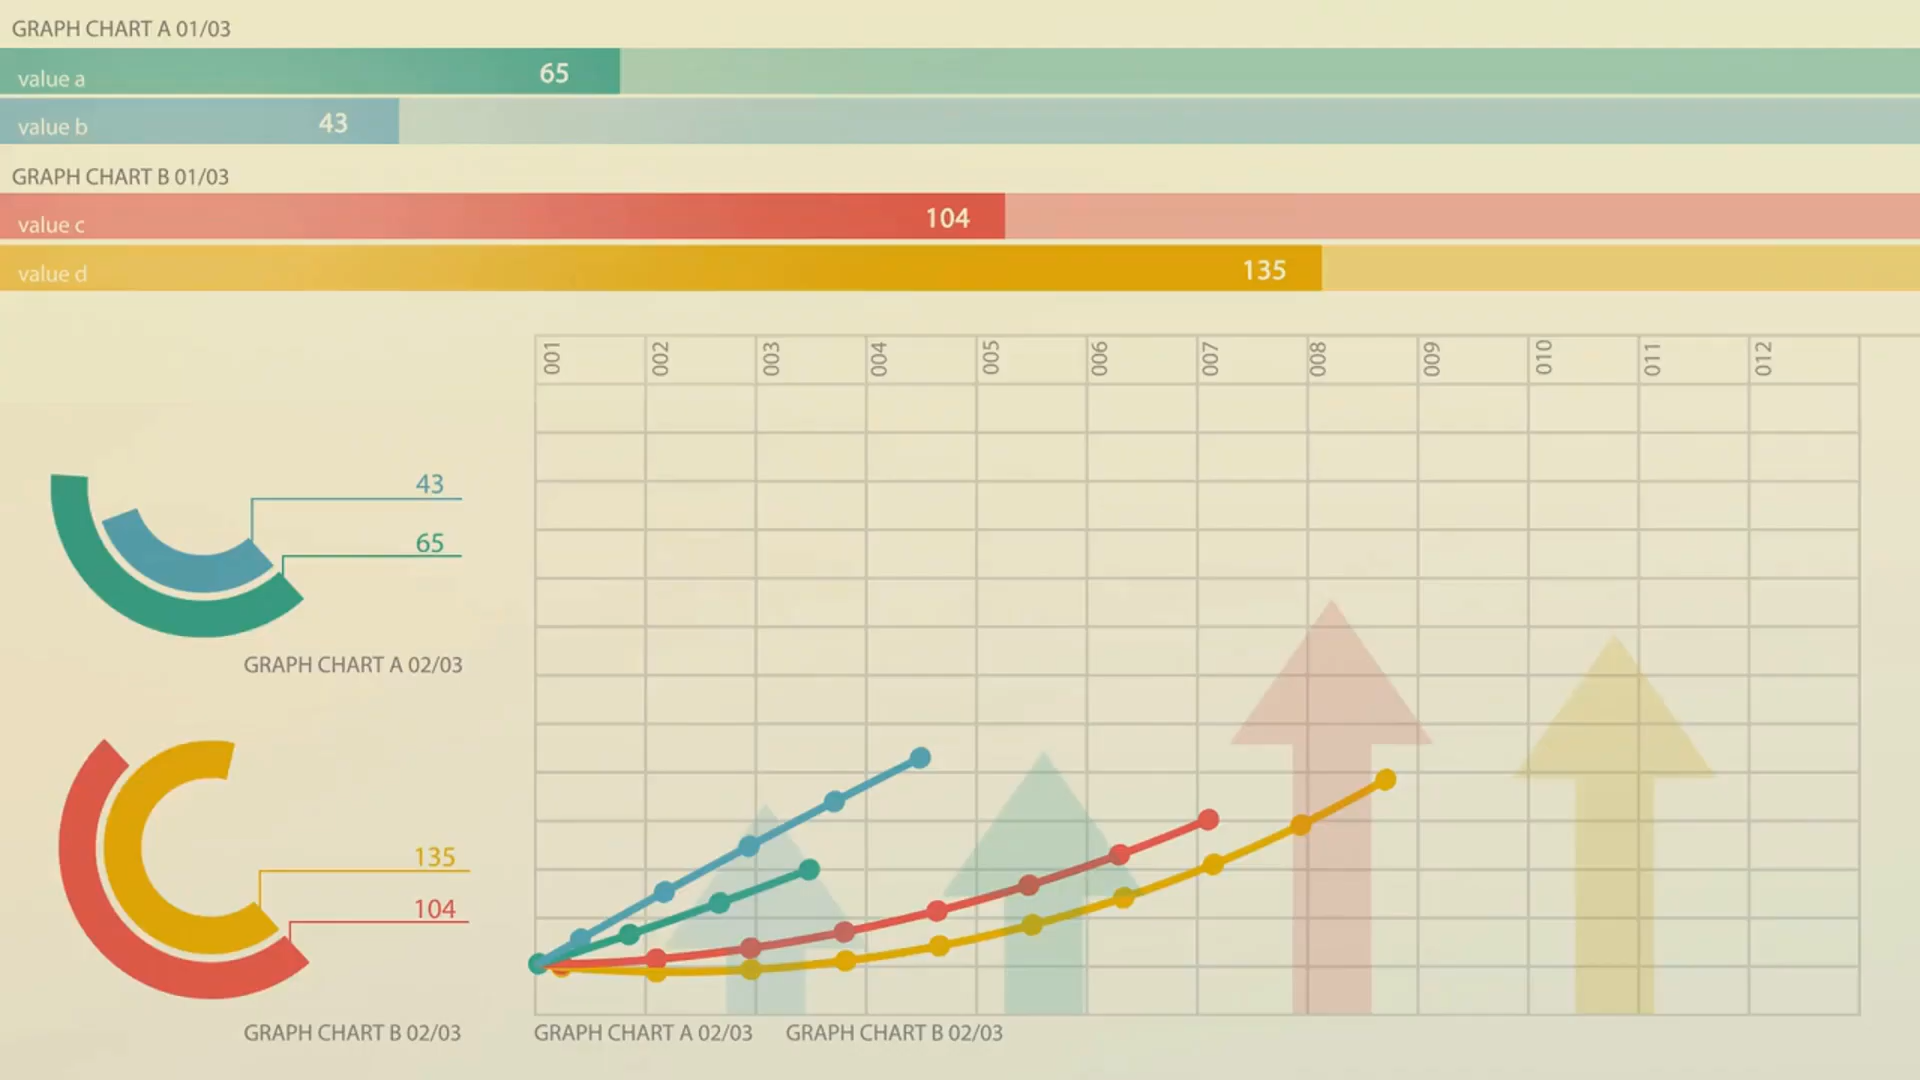 GRAPH CHART A 01/03
value a 65
value b 43
GRAPH CHART B 01/03
value c 104
value d 135
001 002 003 004 005 006 007 008 009 010 011 012
43
65
GRAPH CHART A 02/03
135
104
GRAPH CHART B 02/03
GRAPH CHART A 02/03 GRAPH CHART B 02/03